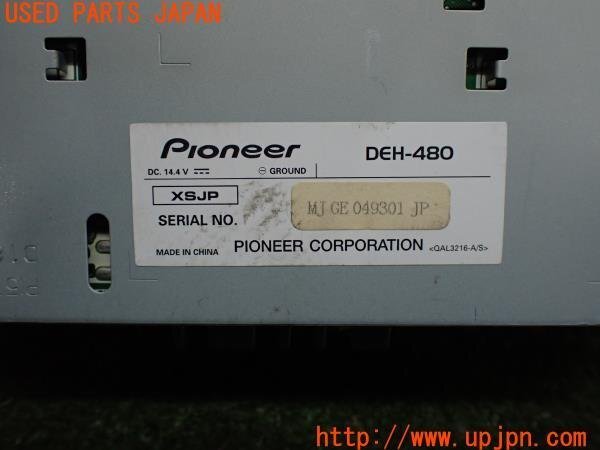 USED PARTS JAPAN
Pioneer DEH-480
DC. 14.4 V ⎓ ⊖ GROUND
XSJP
SERIAL NO. MJ GE 049301 JP
MADE IN CHINA PIONEER CORPORATION <QAL3216-A/S>
http://www.upjpn.com/